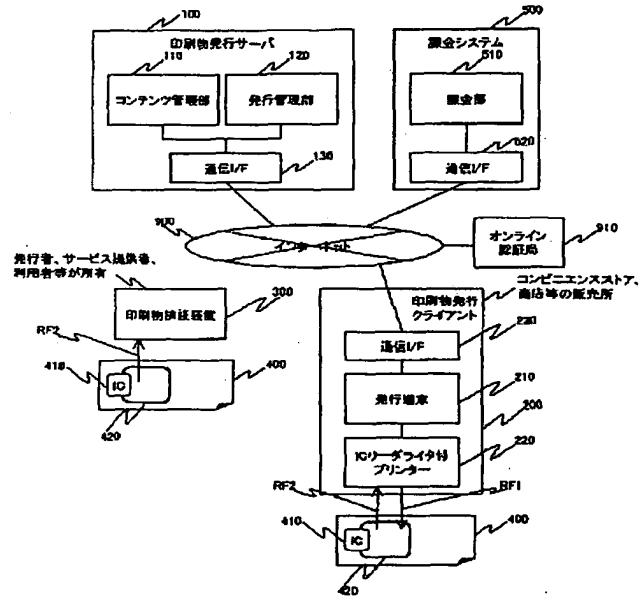 100
500
印刷物発行サーバ
課金システム
110
120
510
コンテンツ管理部
発行管理部
課金部
130
520
通信I/F
通信I/F
900
インターネット
オンライン
認証局
910
発行者、サービス提供者、
利用者等が所有
コンビニエンスストア、
商店等の販売所
300
印刷物検証装置
印刷物発行
クライアント
230
通信I/F
RF2
410
IC
400
420
210
発行端末
200
220
ICリーダライタ付
プリンター
RF2
RF1
410
IC
400
420